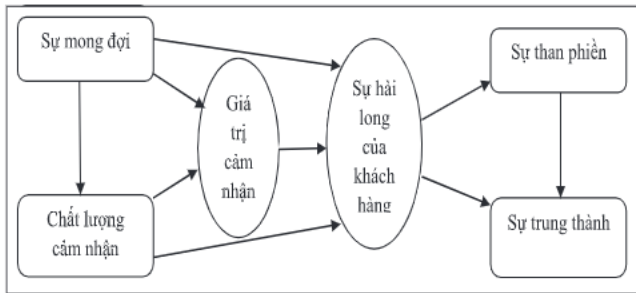 Sự mong đợi
Chất lượng
cảm nhận
Giá
trị
cảm
nhận
Sự hài
long
của
khách
hàng
Sự than phiền
Sự trung thành